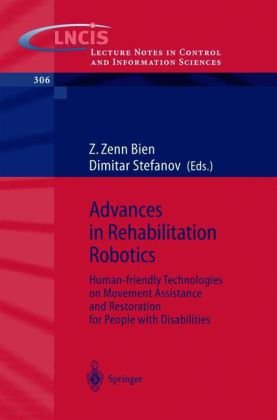 LNCIS
LECTURE NOTES IN CONTROL
AND INFORMATION SCIENCES
306
Z. Zenn Bien
Dimitar Stefanov (Eds.)
Advances
in Rehabilitation
Robotics
Human-friendly Technologies
on Movement Assistance
and Restoration
for People with Disabilities
Springer